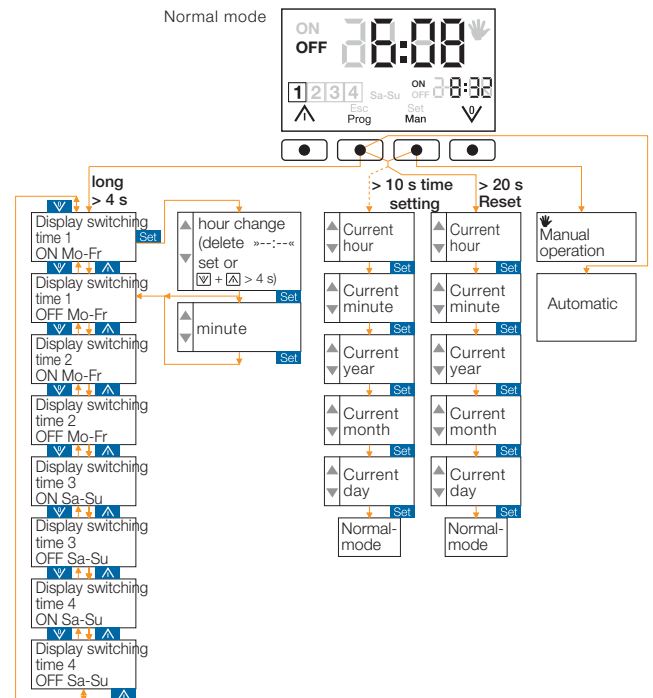 Normal mode
ON
OFF
6:08
1 2 3 4 Sa-Su ON OFF 8:32
Esc Set
Prog Man
long
> 4 s
> 10 s time
setting
> 20 s
Reset
Display switching
time 1
ON Mo-Fr
Set
Display switching
time 1
OFF Mo-Fr
Display switching
time 2
ON Mo-Fr
Display switching
time 2
OFF Mo-Fr
Display switching
time 3
ON Sa-Su
Display switching
time 3
OFF Sa-Su
Display switching
time 4
ON Sa-Su
Display switching
time 4
OFF Sa-Su
hour change
(delete »--:--«
set or
+ > 4 s)
Set
minute
Set
Current
hour
Set
Current
minute
Set
Current
year
Set
Current
month
Set
Current
day
Set
Normal-
mode
Current
hour
Set
Current
minute
Set
Current
year
Set
Current
month
Set
Current
day
Set
Normal-
mode
Manual
operation
Automatic